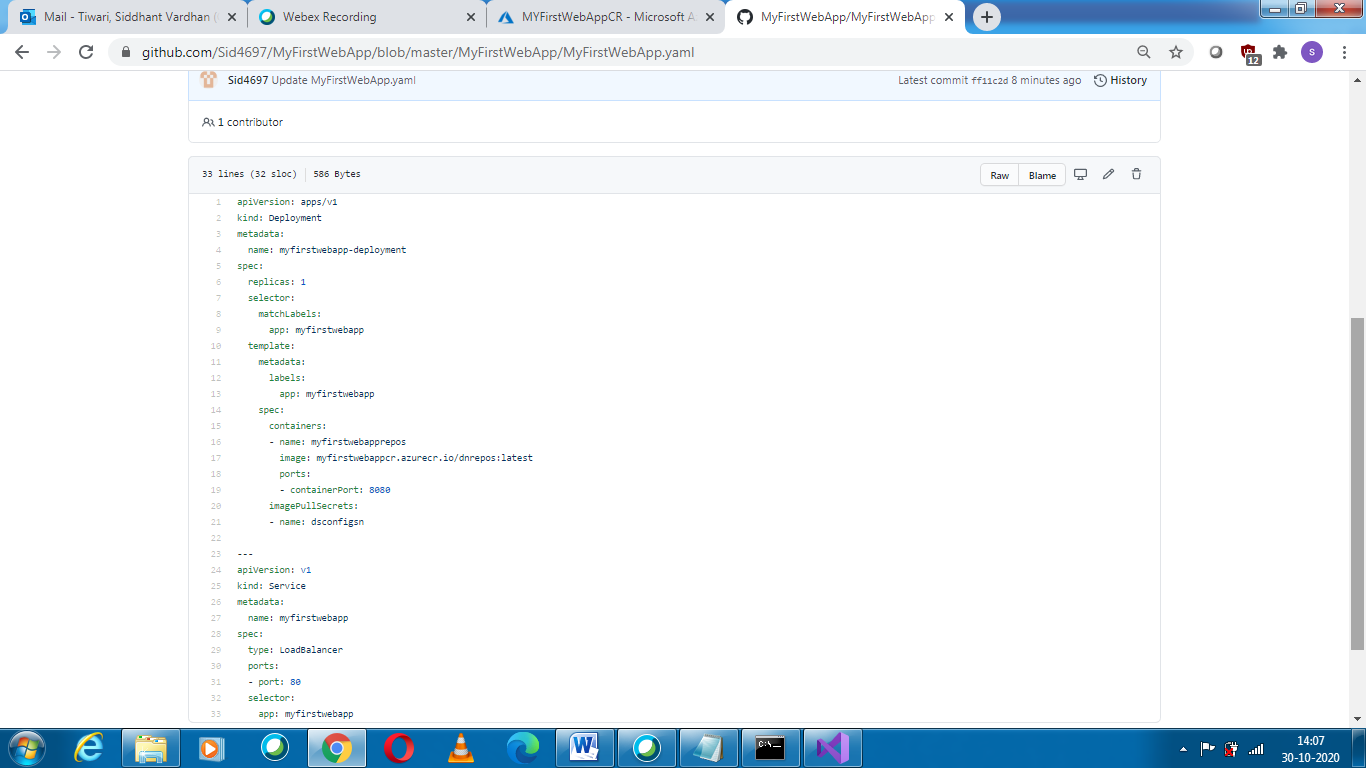 Mail - Tiwari, Siddhant Vardhan (
Webex Recording
MYFirstWebAppCR - Microsoft A
MyFirstWebApp/MyFirstWebApp
github.com/Sid4697/MyFirstWebApp/blob/master/MyFirstWebApp/MyFirstWebApp.yaml
12
S
Sid4697 Update MyFirstWebApp.yaml
Latest commit ff11c2d 8 minutes ago
History
1 contributor
33 lines (32 sloc)
586 Bytes
Raw
Blame
1 apiVersion: apps/v1
2 kind: Deployment
3 metadata:
4 name: myfirstwebapp-deployment
5 spec:
6 replicas: 1
7 selector:
8 matchLabels:
9 app: myfirstwebapp
10 template:
11 metadata:
12 labels:
13 app: myfirstwebapp
14 spec:
15 containers:
16 - name: myfirstwebapprepos
17 image: myfirstwebappcr.azurecr.io/dnrepos:latest
18 ports:
19 - containerPort: 8080
20 imagePullSecrets:
21 - name: dsconfigsn
22
23 ---
24 apiVersion: v1
25 kind: Service
26 metadata:
27 name: myfirstwebapp
28 spec:
29 type: LoadBalancer
30 ports:
31 - port: 80
32 selector:
33 app: myfirstwebapp
14:07
30-10-2020